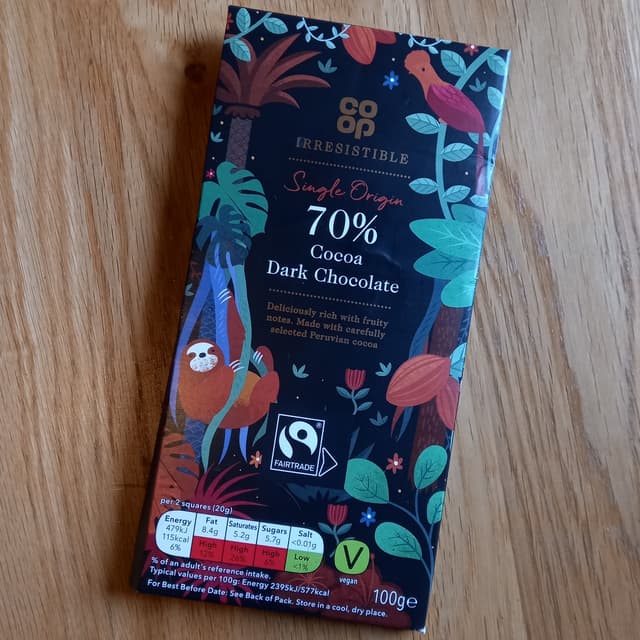 CO
OP
IRRESISTIBLE
Single Origin
70%
Cocoa
Dark Chocolate
Deliciously rich with fruity
notes. Made with carefully
selected Peruvian cocoa
FAIRTRADE
per 2 squares (20g)
Energy Fat Saturates Sugars Salt
479kJ 8.4g 5.2g 5.7g <0.01g
115kcal High High High Low
6% 12% 26% 6% <1%
V
vegan
% of an adult's reference intake.
Typical values per 100g: Energy 2395kJ/577kcal
For Best Before Date: See Back of Pack. Store in a cool, dry place.
100g℮